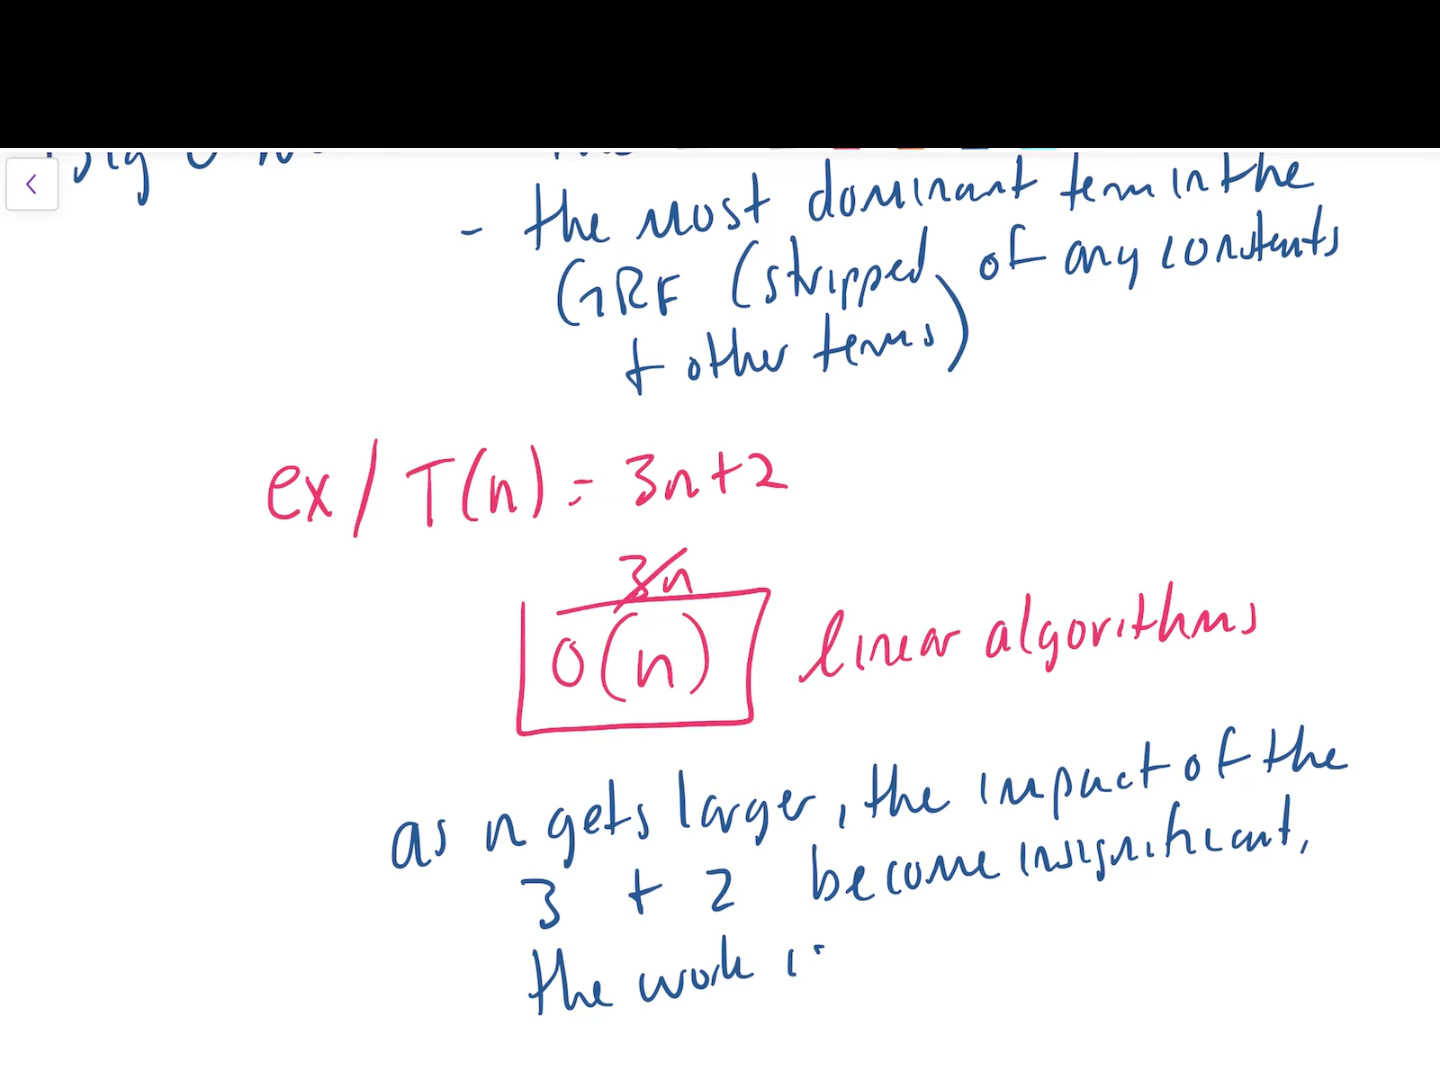 - the most dominant term in the
GRF (stripped of any constants
+ other terms)
ex/ T(n) = 3n+2
3n
O(n) linear algorithms
as n gets larger, the impact of the
3 + 2 become insignificant,
the work